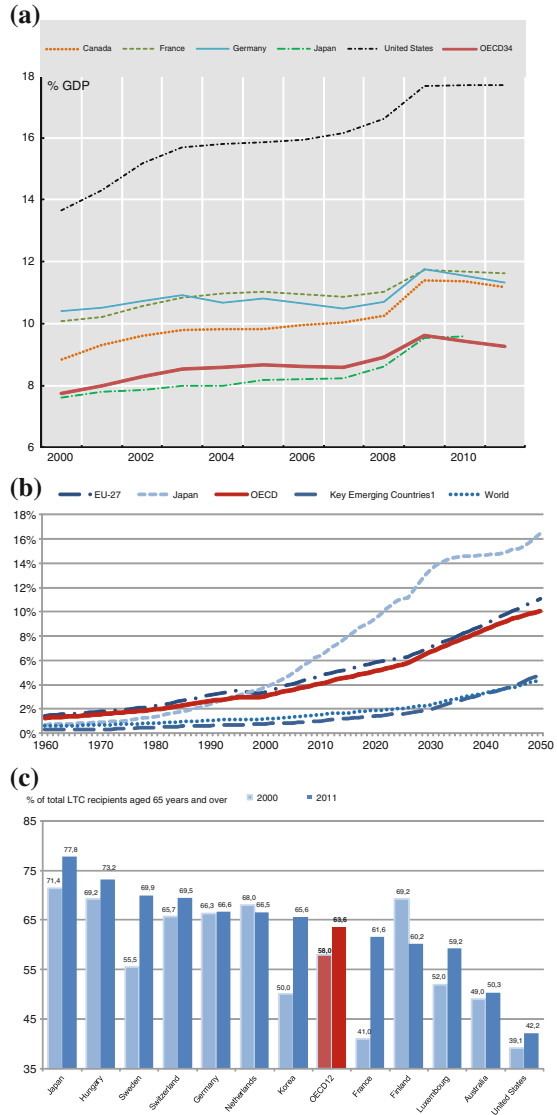 (a)
Canada France Germany Japan United States OECD34
18
% GDP
16
14
12
10
8
6
2000 2002 2004 2006 2008 2010
(b)
EU-27 Japan OECD Key Emerging Countries1 World
18%
16%
14%
12%
10%
8%
6%
4%
2%
0%
1960 1970 1980 1990 2000 2010 2020 2030 2040 2050
(c)
% of total LTC recipients aged 65 years and over 2000 2011
85
75
65
55
45
35
71,4 77,8 69,2 73,2 55,5 69,9 65,7 69,5 66,3 66,6 68,0 66,5 50,0 65,6 58,0 63,6 41,0 61,6 69,2 60,2 52,0 59,2 49,0 50,3 39,1 42,2
Japan Hungary Sweden Switzerland Germany Netherlands Korea OECD12 France Finland Luxembourg Australia United States